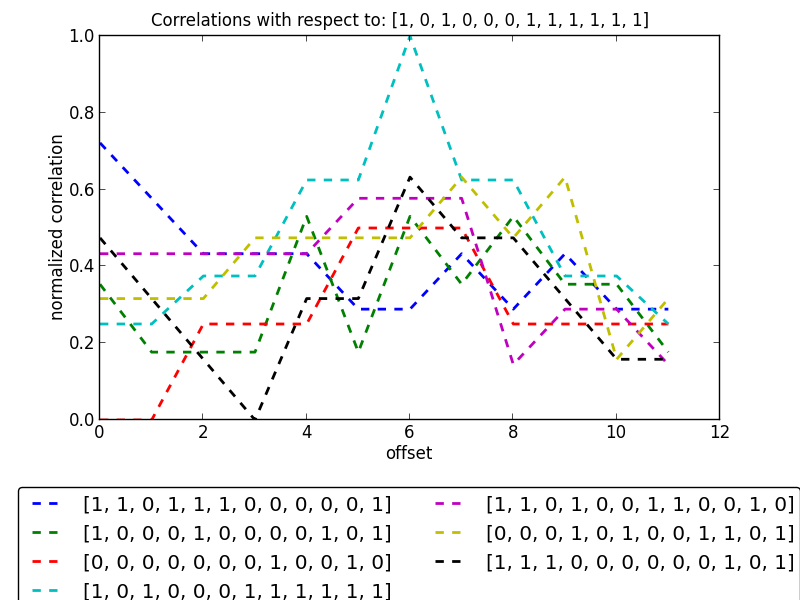 Correlations with respect to: [1, 0, 1, 0, 0, 0, 1, 1, 1, 1, 1, 1]
1.0
0.8
0.6
0.4
0.2
0.0
normalized correlation
0 2 4 6 8 10 12
offset
[1, 1, 0, 1, 1, 1, 0, 0, 0, 0, 0, 1]
[1, 0, 0, 0, 1, 0, 0, 0, 0, 1, 0, 1]
[0, 0, 0, 0, 0, 0, 0, 1, 0, 0, 1, 0]
[1, 0, 1, 0, 0, 0, 1, 1, 1, 1, 1, 1]
[1, 1, 0, 1, 0, 0, 1, 1, 0, 0, 1, 0]
[0, 0, 0, 1, 0, 1, 0, 0, 1, 1, 0, 1]
[1, 1, 1, 0, 0, 0, 0, 0, 0, 1, 0, 1]